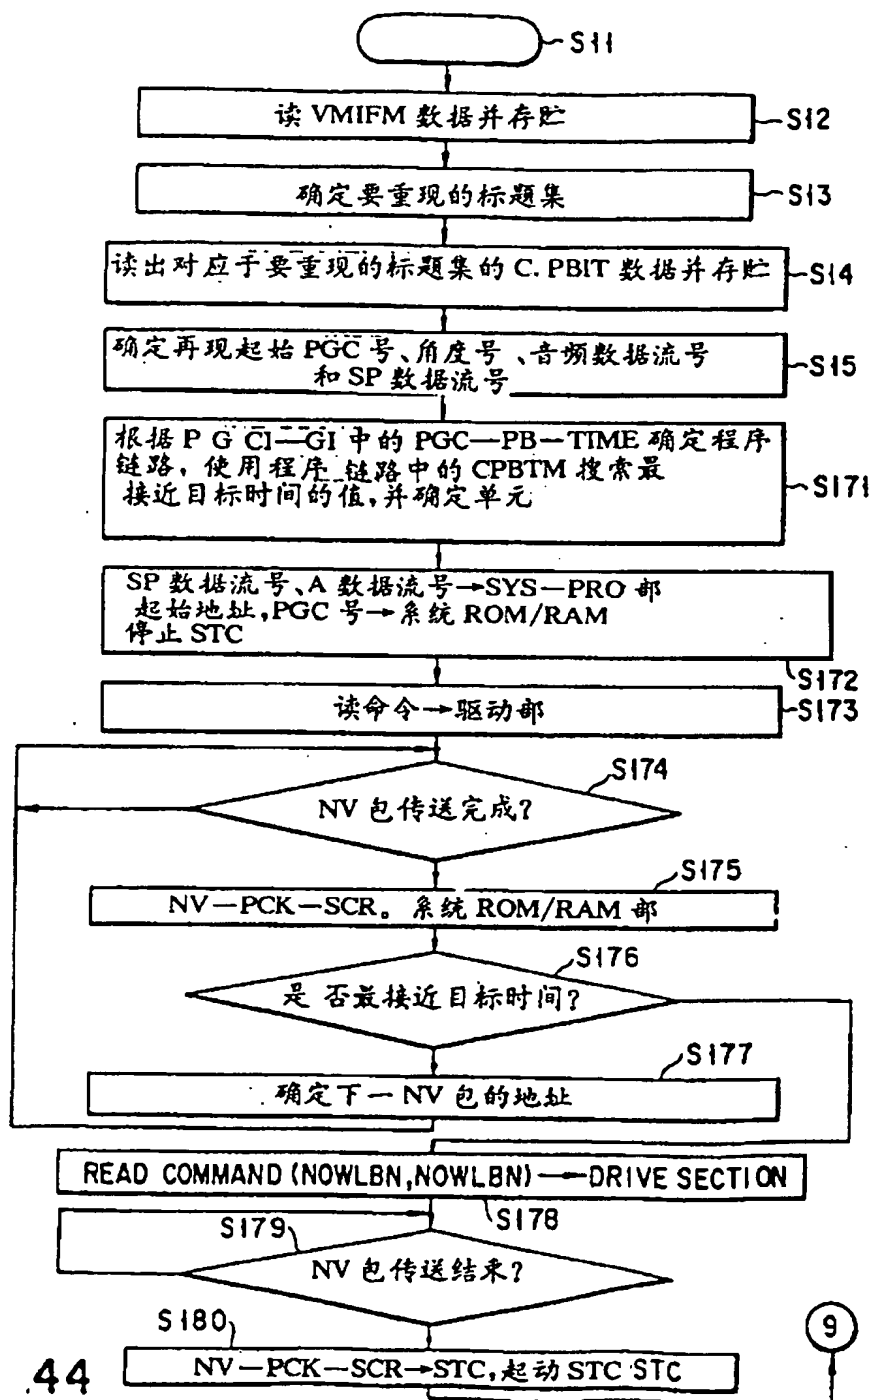 S11
读 VMIFM 数据并存贮
S12
确定要重现的标题集
S13
读出对应于要重现的标题集的 C. PBIT 数据并存贮
S14
确定再现起始 PGC 号、角度号、音频数据流号
和 SP 数据流号
S15
根据 P G CI—GI 中的 PGC—PB—TIME 确定程序
链路，使用程序 链路中的 CPBTM 搜索最
接近目标时间的值，并确定单元
S171
SP 数据流号、A 数据流号→SYS—PRO 部
起始地址，PGC 号→系统 ROM/RAM
停止 STC
S172
读命令→驱动部
S173
S174
NV 包传送完成？
S175
NV—PCK—SCR。系统 ROM/RAM 部
S176
是 否最接近目标时间？
S177
确定下一 NV 包的地址
READ COMMAND (NOWLBN,NOWLBN)→DRIVE SECTION
S178
S179
NV 包传送结束？
S180
9
NV—PCK—SCR→STC，起动 STC STC
.44